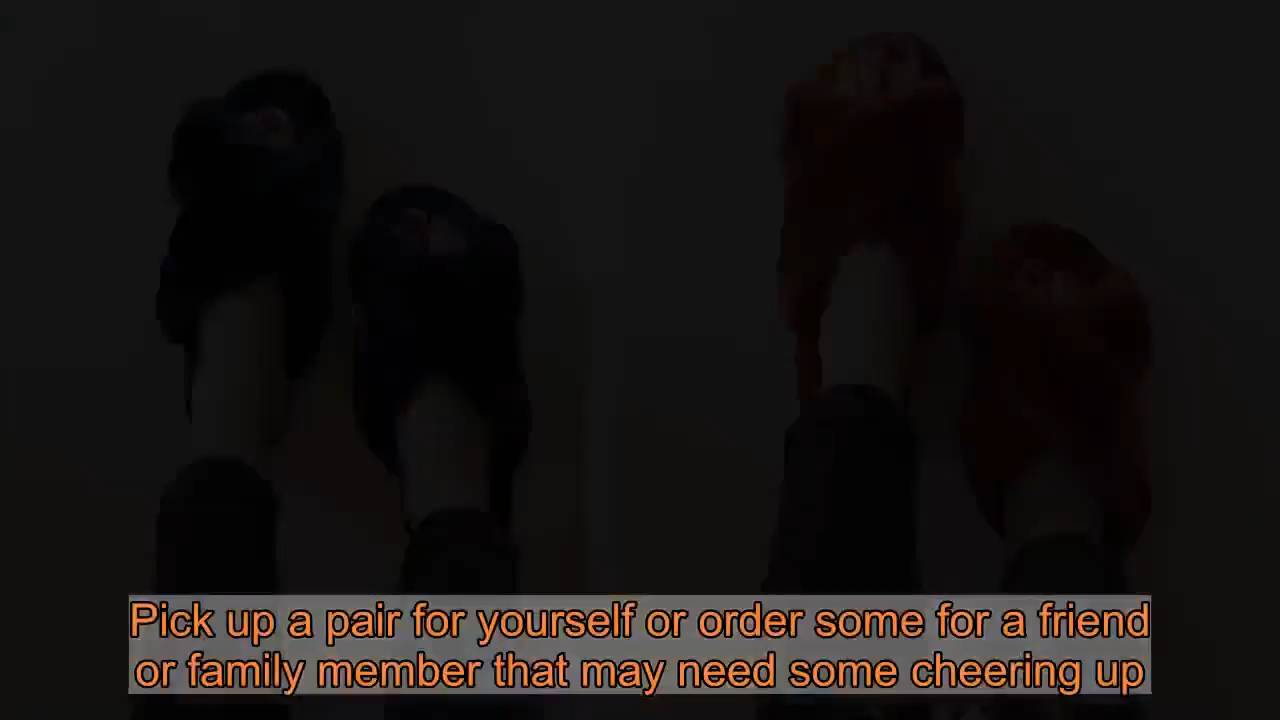 Pick up a pair for yourself or order some for a friend
or family member that may need some cheering up